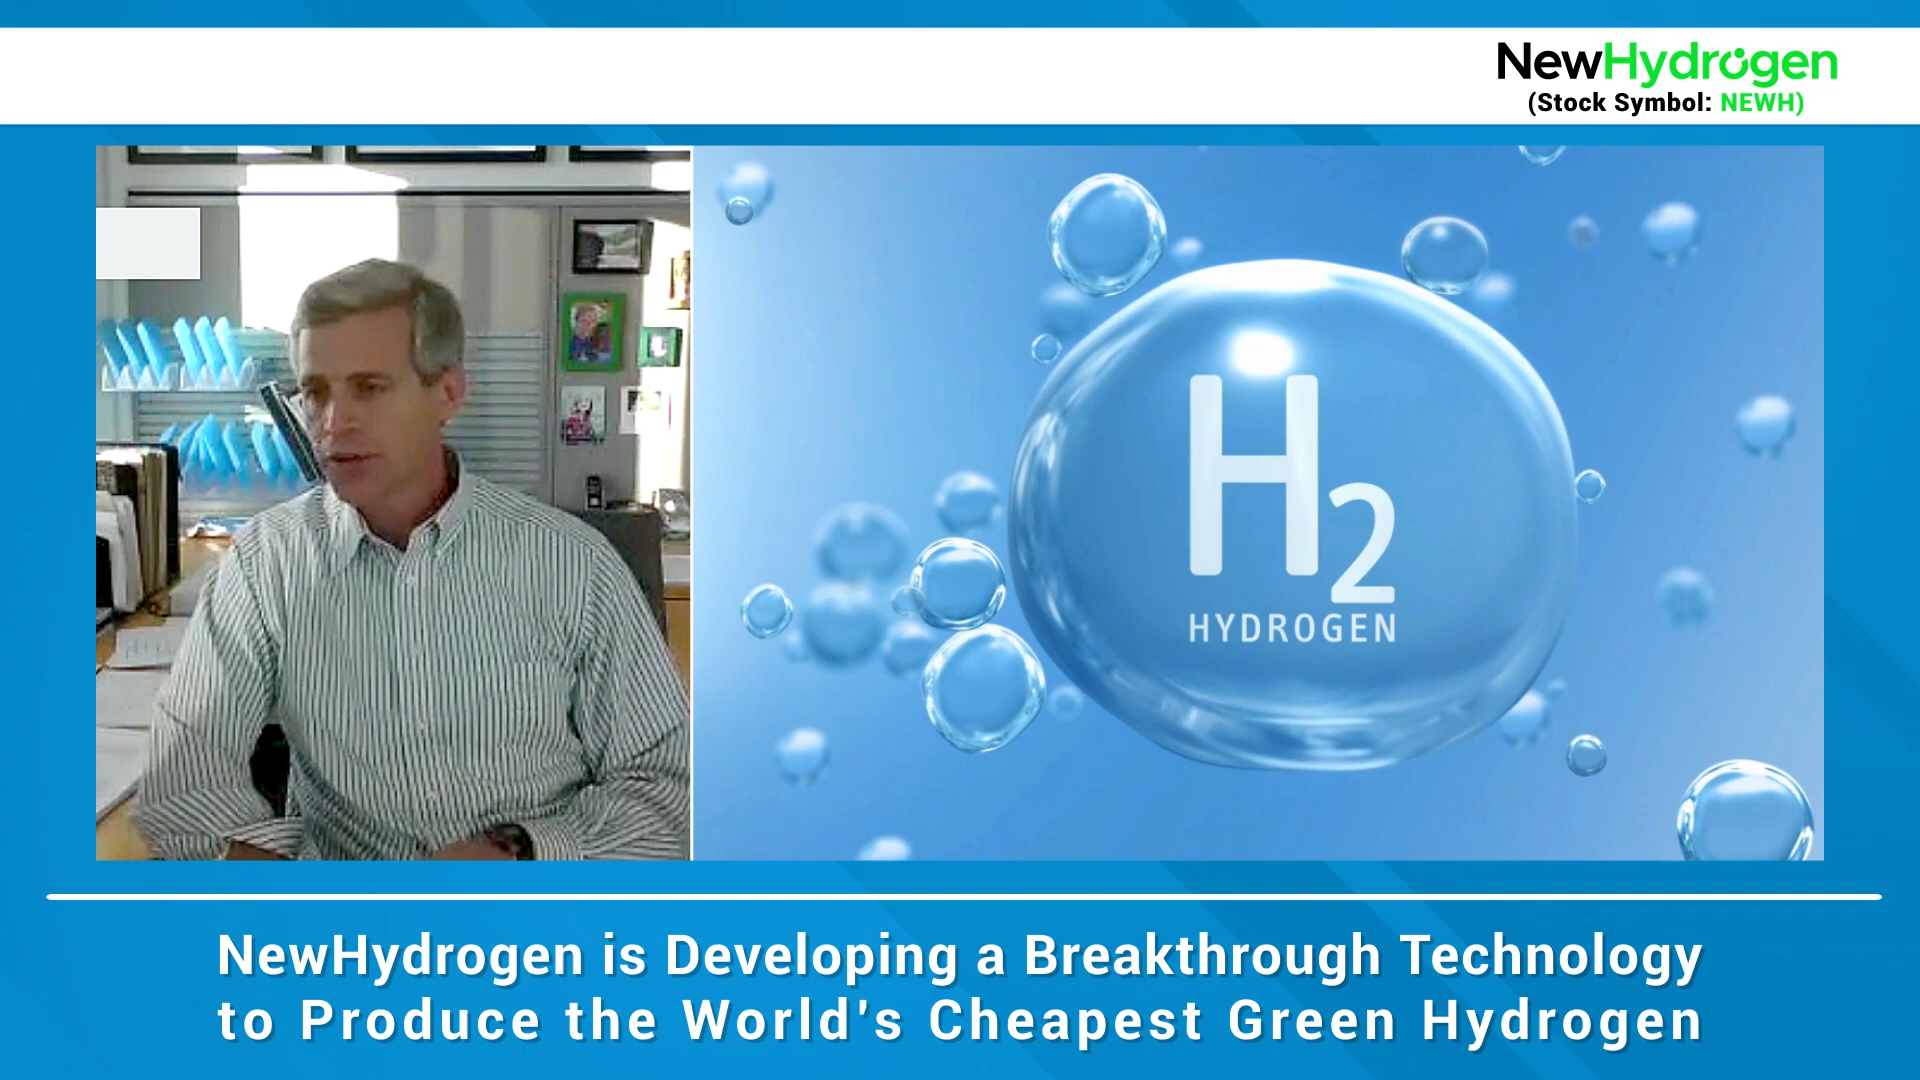 NewHydrogen
(Stock Symbol: NEWH)
H2
HYDROGEN
NewHydrogen is Developing a Breakthrough Technology
to Produce the World's Cheapest Green Hydrogen